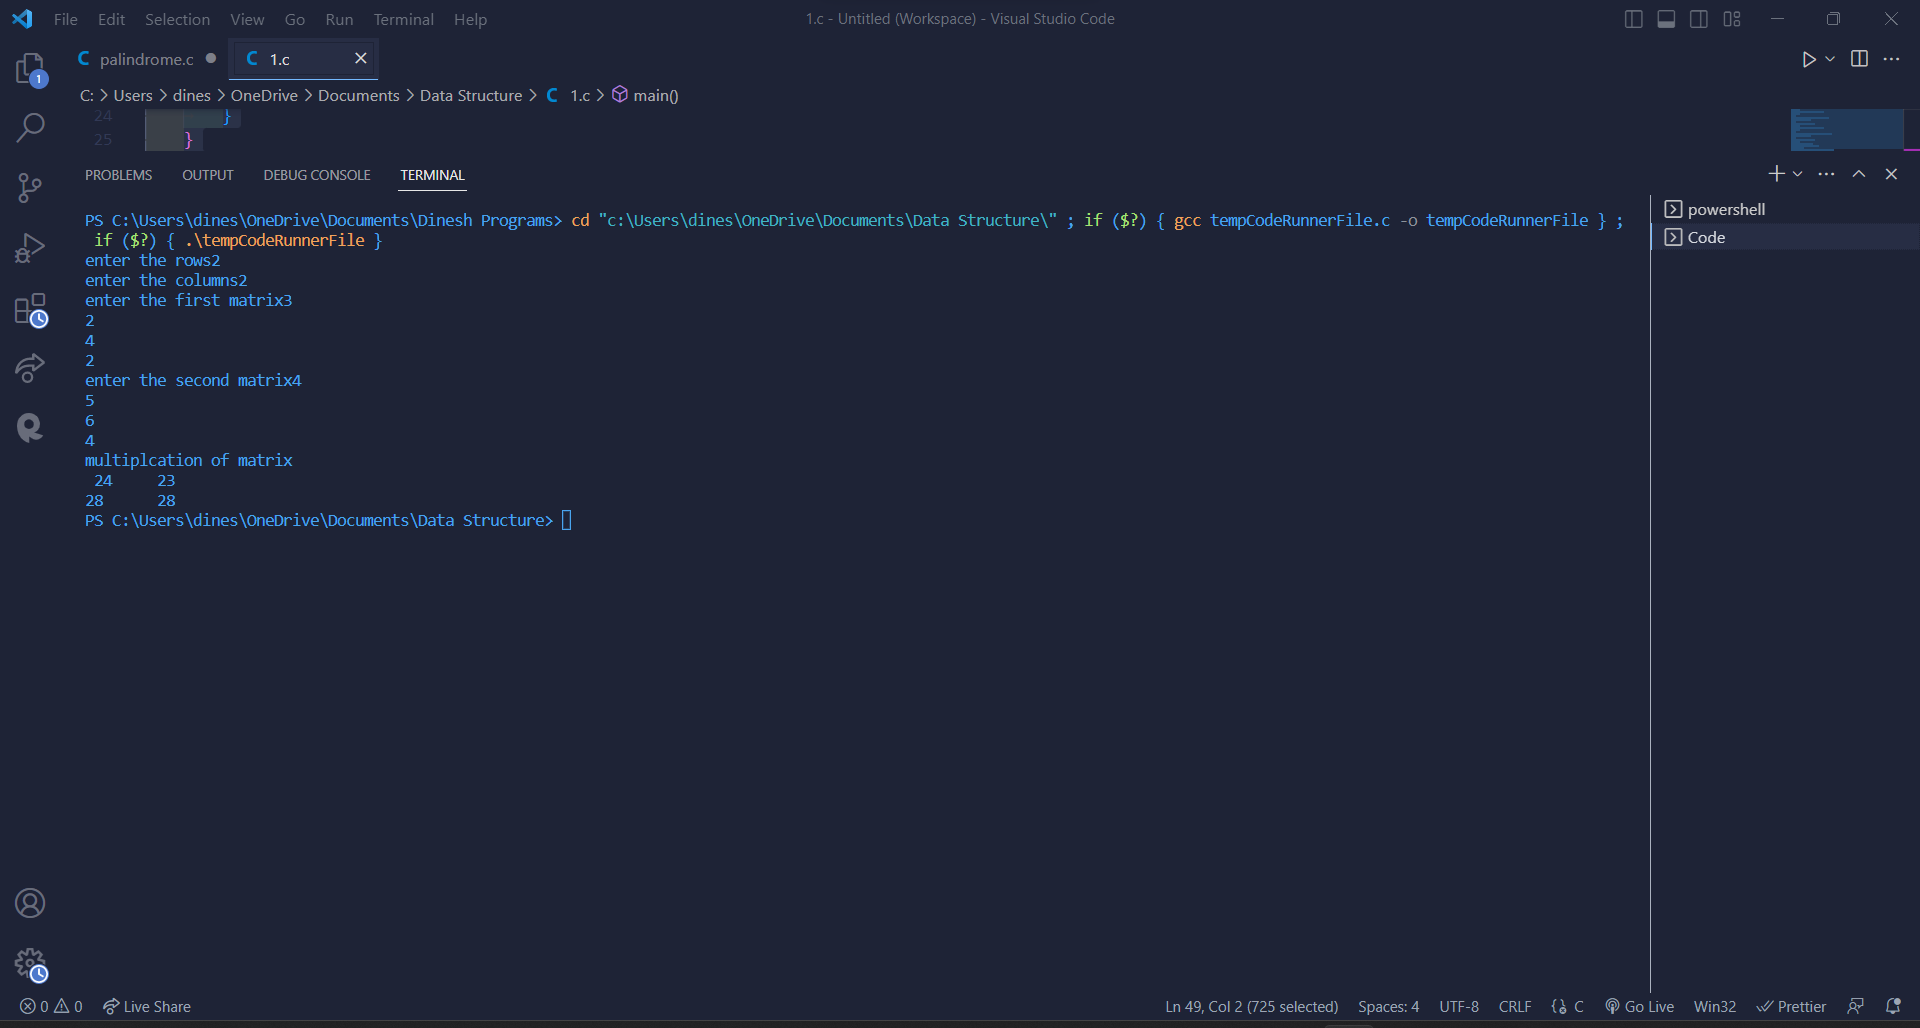 File Edit Selection View Go Run Terminal Help
1.c - Untitled (Workspace) - Visual Studio Code
palindrome.c
1.c
C: > Users > dines > OneDrive > Documents > Data Structure > C 1.c > main()
24 }
25 }
1
PROBLEMS OUTPUT DEBUG CONSOLE TERMINAL
PS C:\Users\dines\OneDrive\Documents\Dinesh Programs> cd "c:\Users\dines\OneDrive\Documents\Data Structure\" ; if ($?) { gcc tempCodeRunnerFile.c -o tempCodeRunnerFile } ;
if ($?) { .\tempCodeRunnerFile }
enter the rows2
enter the columns2
enter the first matrix3
2
4
2
enter the second matrix4
5
6
4
multiplcation of matrix
24 23
28 28
PS C:\Users\dines\OneDrive\Documents\Data Structure>
powershell
Code
0 0 Live Share
Ln 49, Col 2 (725 selected) Spaces: 4 UTF-8 CRLF C Go Live Win32 Prettier